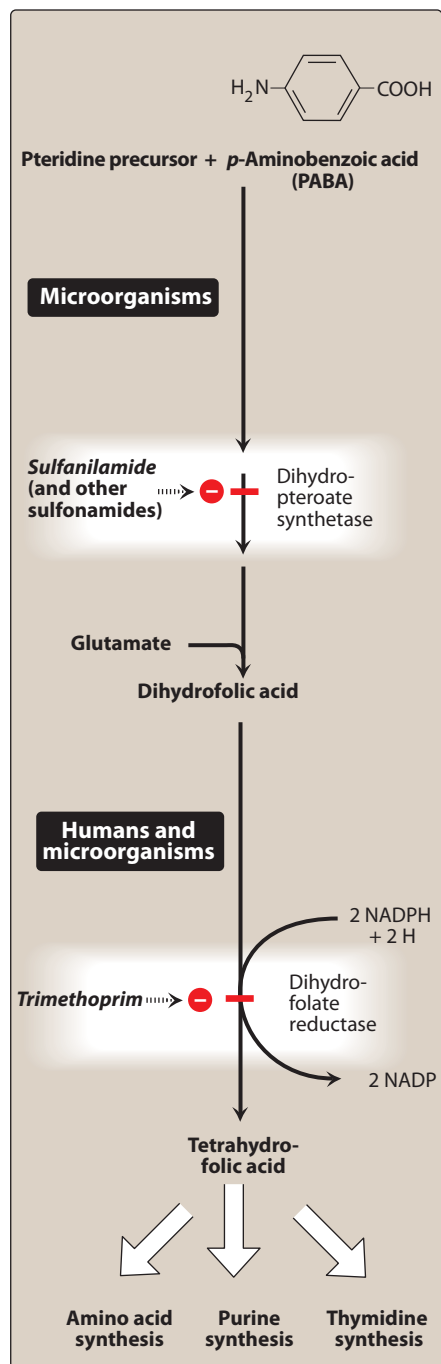 H2N
COOH
Pteridine precursor + p-Aminobenzoic acid
(PABA)
Microorganisms
Sulfanilamide
(and other
sulfonamides)
−
Dihydro-
pteroate
synthetase
Glutamate
Dihydrofolic acid
Humans and
microorganisms
2 NADPH
+ 2 H
Trimethoprim
−
Dihydro-
folate
reductase
2 NADP
Tetrahydro-
folic acid
Amino acid
synthesis
Purine
synthesis
Thymidine
synthesis